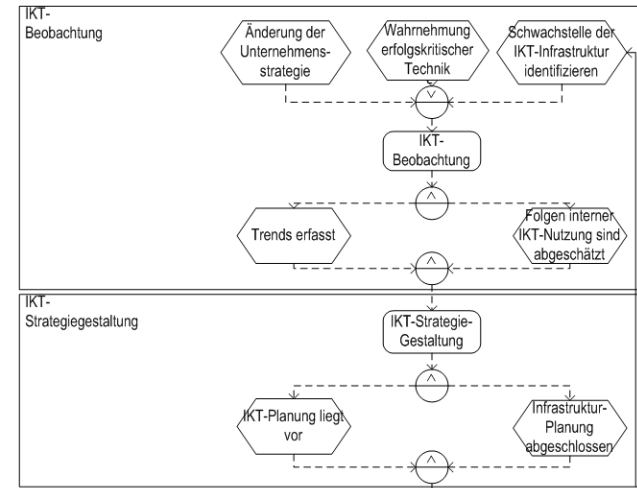 IKT-
Beobachtung
Änderung der
Unternehmens-
strategie
Wahrnehmung
erfolgskritischer
Technik
Schwachstelle der
IKT-Infrastruktur
identifizieren
IKT-
Beobachtung
Trends erfasst
Folgen interner
IKT-Nutzung sind
abgeschätzt
IKT-
Strategiegestaltung
IKT-Strategie-
Gestaltung
IKT-Planung liegt
vor
Infrastruktur-
Planung
abgeschlossen